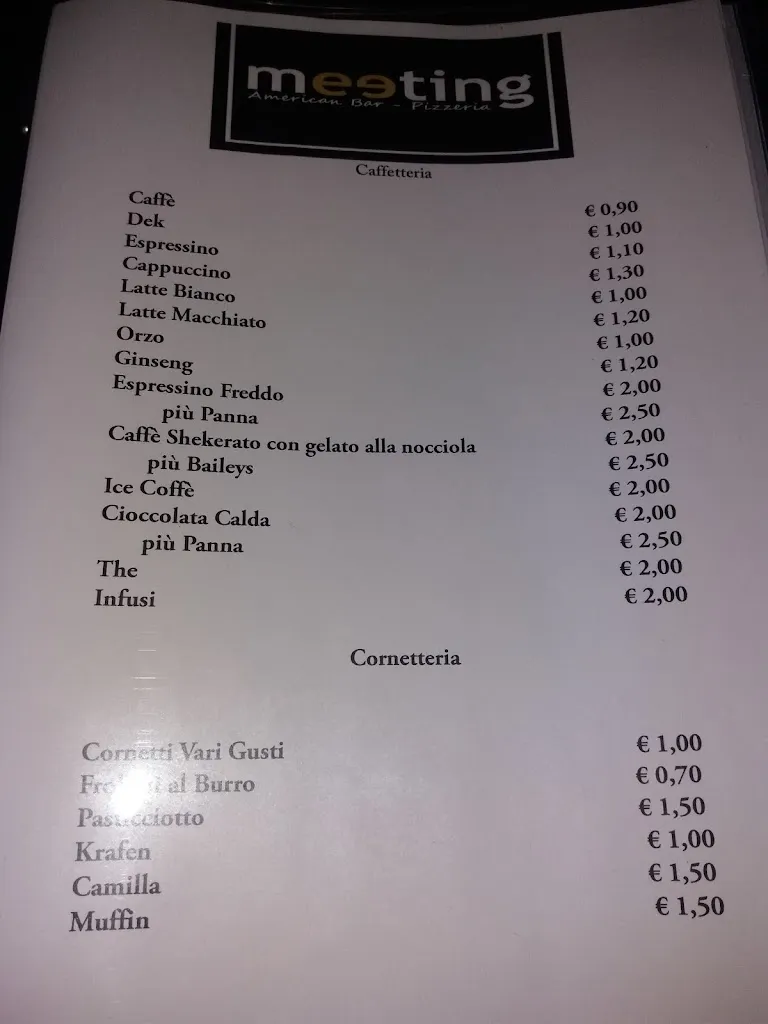 meeting
American Bar - Pizzeria
Caffetteria
Caffè € 0,90
Dek € 1,00
Espressino € 1,10
Cappuccino € 1,30
Latte Bianco € 1,00
Latte Macchiato € 1,20
Orzo € 1,00
Ginseng € 1,20
Espressino Freddo € 2,00
più Panna € 2,50
Caffè Shekerato con gelato alla nocciola € 2,00
più Baileys € 2,50
Ice Coffè € 2,00
Cioccolata Calda € 2,00
più Panna € 2,50
The € 2,00
Infusi € 2,00
Cornetteria
Cornetti Vari Gusti € 1,00
al Burro € 0,70
Pasticciotto € 1,50
Krafen € 1,00
Camilla € 1,50
Muffin € 1,50